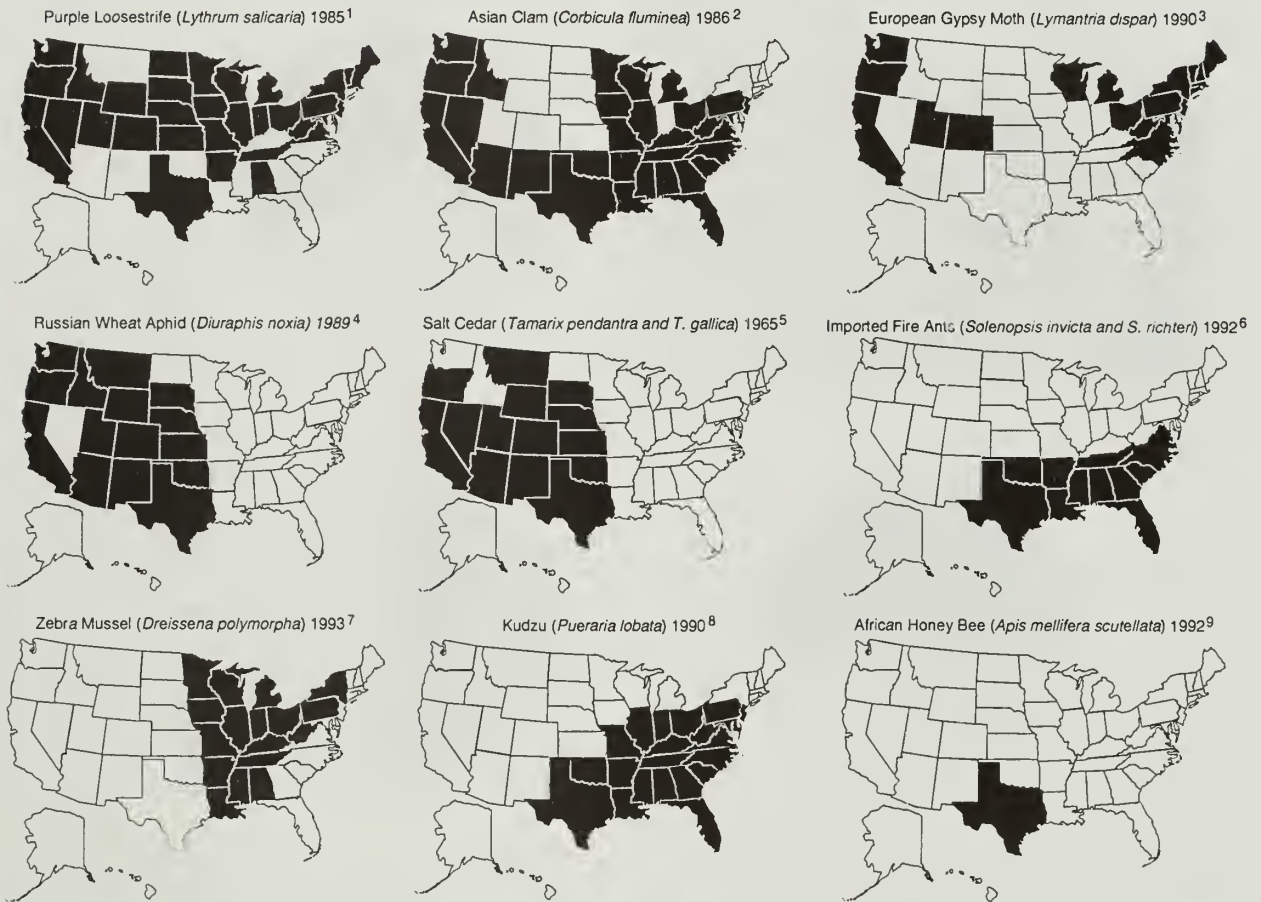 Purple Loosestrife (Lythrum salicaria) 1985¹
Asian Clam (Corbicula fluminea) 1986²
European Gypsy Moth (Lymantria dispar) 1990³
Russian Wheat Aphid (Diuraphis noxia) 1989⁴
Salt Cedar (Tamarix pendantra and T. gallica) 1965⁵
Imported Fire Ants (Solenopsis invicta and S. richteri) 1992⁶
Zebra Mussel (Dreissena polymorpha) 1993⁷
Kudzu (Pueraria lobata) 1990⁸
African Honey Bee (Apis mellifera scutellata) 1992⁹